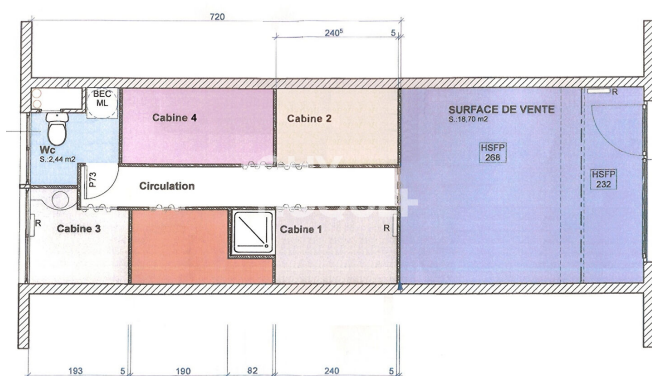 720
240⁵
5
BEC
ML
Cabine 4
Cabine 2
R
SURFACE DE VENTE
S.:18.70 m2
Wc
S. 2,44 m2
HSFP
268
P73
Circulation
HSFP
232
R
Cabine 3
Cabine 1
R
193
5
190
82
240
5